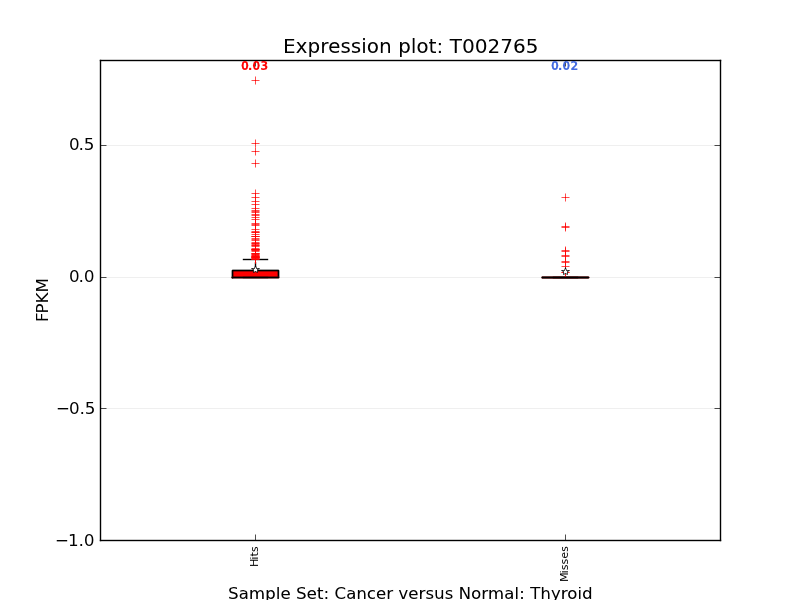 Expression plot: T002765
0.03
0.02
0.5
0.0
−0.5
−1.0
FPKM
Hits
Misses
Sample Set: Cancer versus Normal: Thyroid